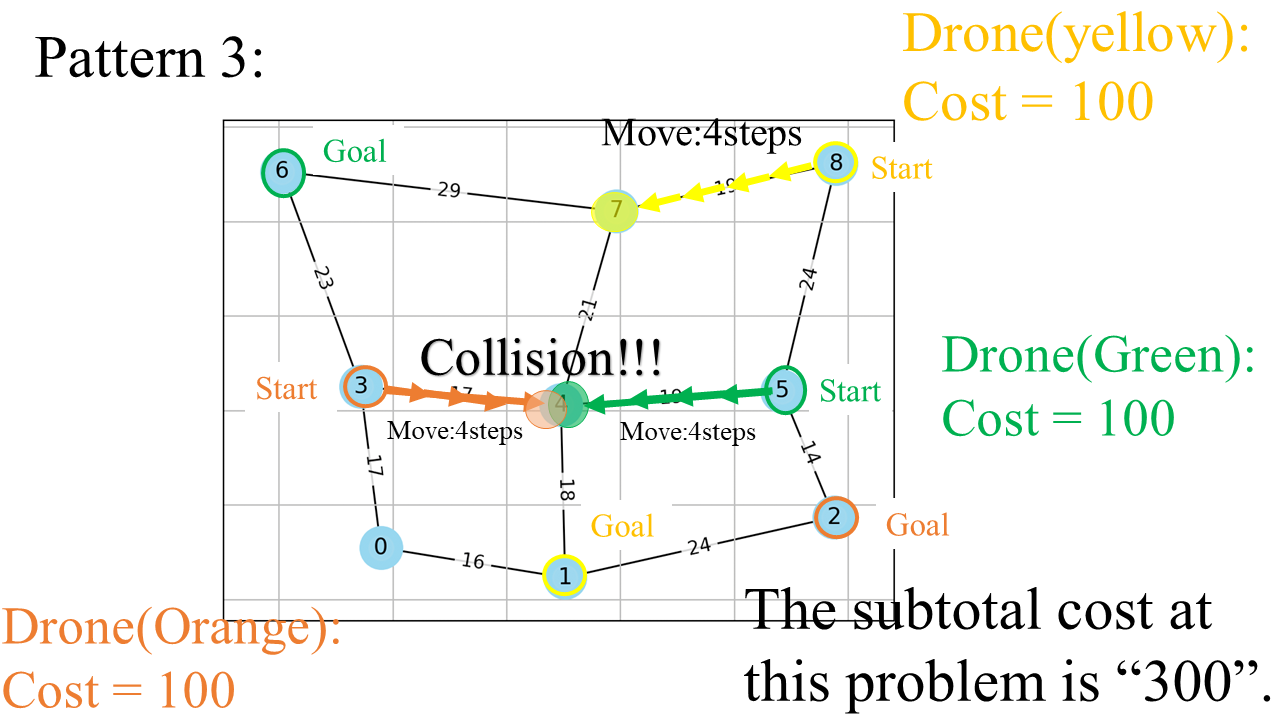 Pattern 3:
Drone(yellow):
Cost = 100
Move:4steps
Goal
6
8
Start
29
19
7
23
24
21
Collision!!!
Drone(Green):
Cost = 100
Start
3
17
4
19
5
Start
Move:4steps
Move:4steps
17
14
18
Goal
2
Goal
0
16
24
1
Drone(Orange):
Cost = 100
The subtotal cost at
this problem is “300”.